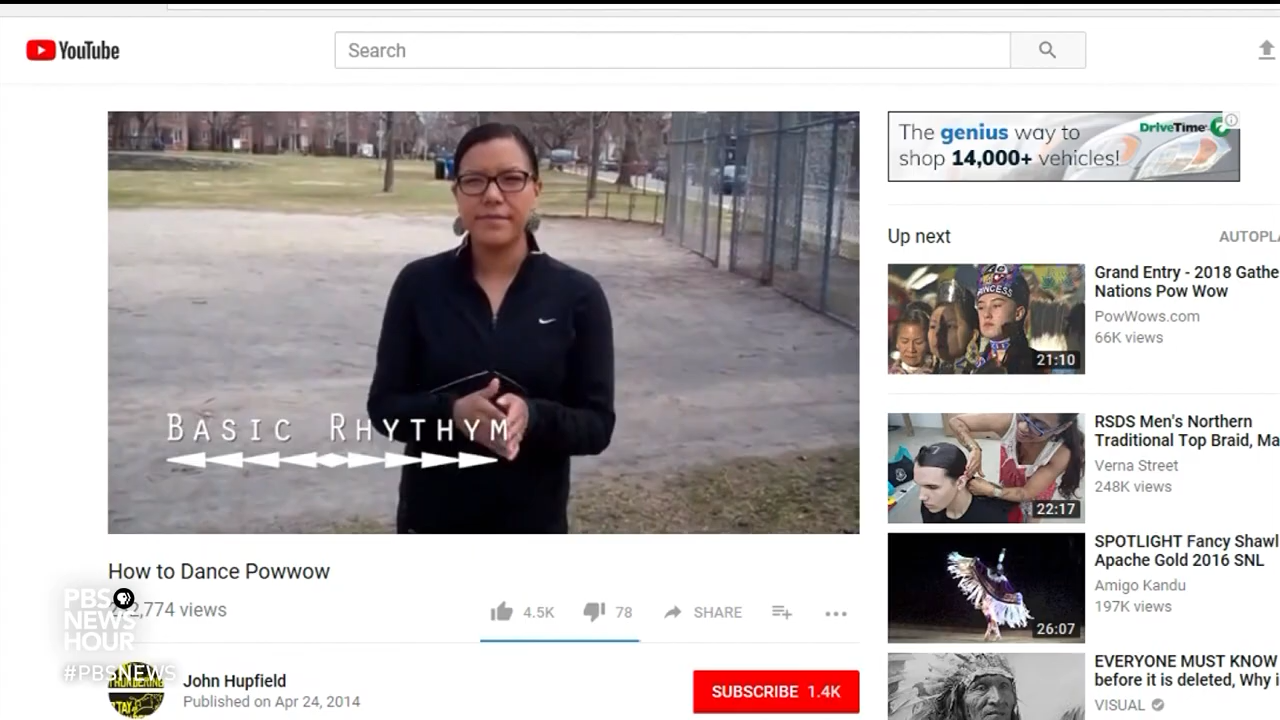 YouTube
Search
The genius way to
shop 14,000+ vehicles!
DriveTime
Up next
AUTOPLA
PRINCESS
21:10
Grand Entry - 2018 Gathe
Nations Pow Wow
PowWows.com
66K views
BASIC RHYTHYM
22:17
RSDS Men's Northern
Traditional Top Braid, Ma
Verna Street
248K views
26:07
SPOTLIGHT Fancy Shawl
Apache Gold 2016 SNL
Amigo Kandu
197K views
EVERYONE MUST KNOW
before it is deleted, Why i
VISUAL
How to Dance Powwow
2,774 views
4.5K
78
SHARE
PBS
NEWS
HOUR
#PBSNEWS
John Hupfield
Published on Apr 24, 2014
SUBSCRIBE 1.4K